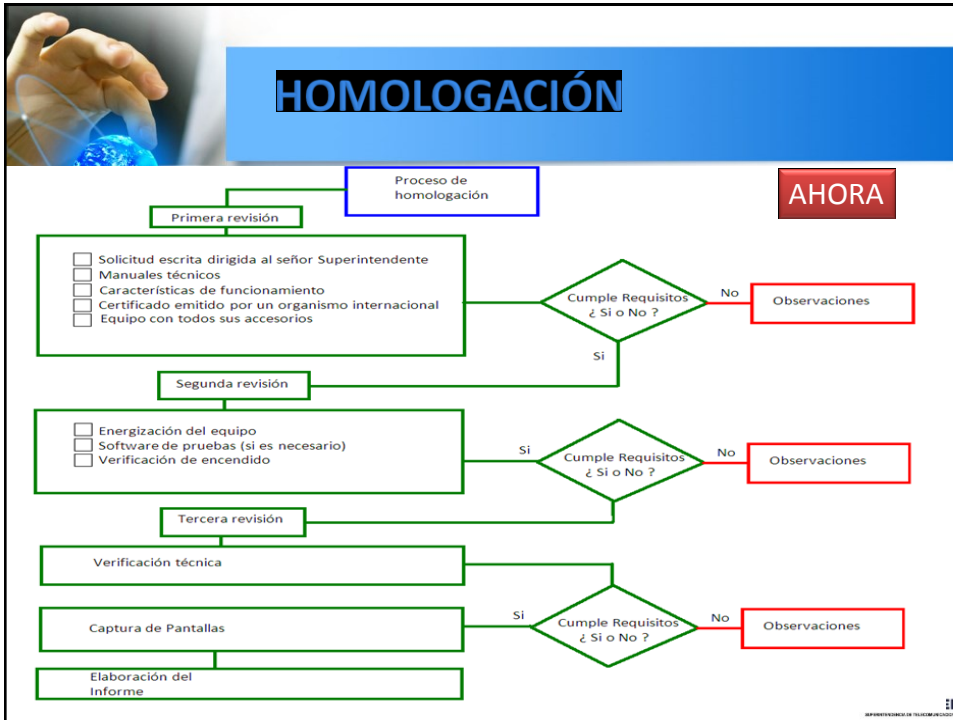 HOMOLOGACIÓN
AHORA
Proceso de
homologación
Primera revisión
Solicitud escrita dirigida al señor Superintendente
Manuales técnicos
Características de funcionamiento
Certificado emitido por un organismo internacional
Equipo con todos sus accesorios
Cumple Requisitos
¿ Si o No ?
No
Observaciones
Si
Segunda revisión
Energización del equipo
Software de pruebas (si es necesario)
Verificación de encendido
Si
Cumple Requisitos
¿ Si o No ?
No
Observaciones
Tercera revisión
Verificación técnica
Captura de Pantallas
Si
Cumple Requisitos
¿ Si o No ?
No
Observaciones
Elaboración del
Informe